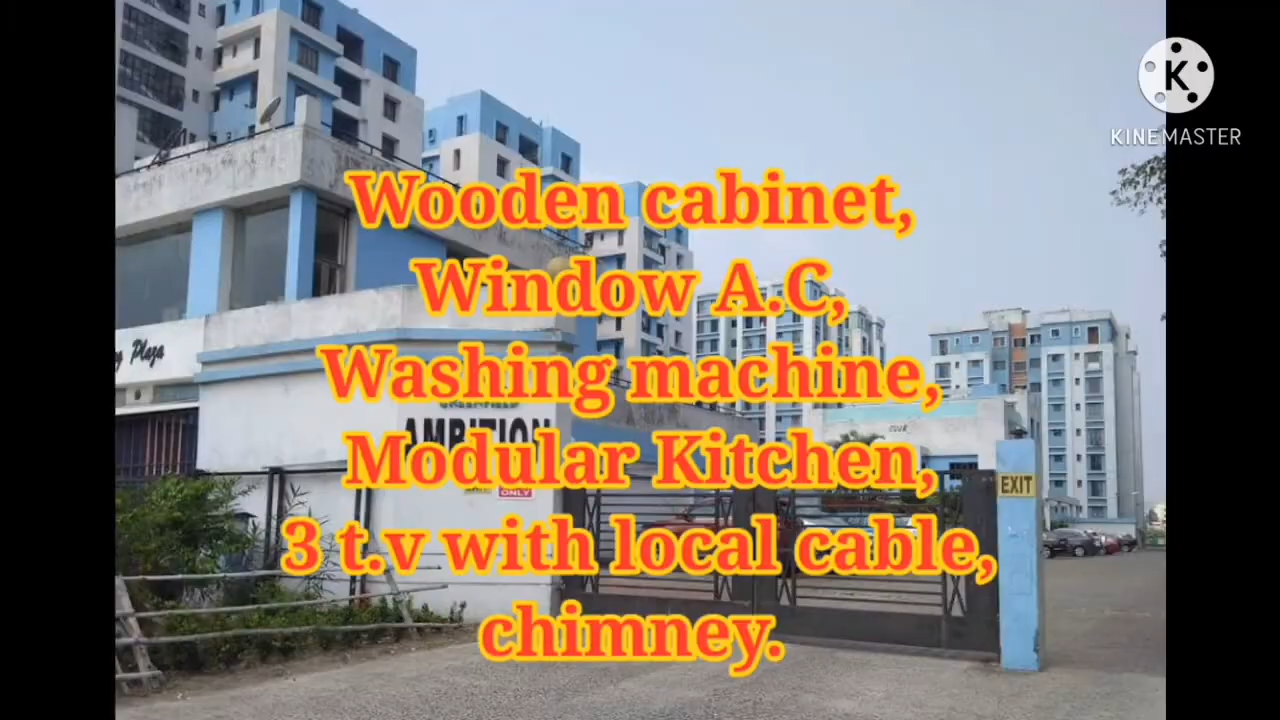 K
KINEMASTER
Wooden cabinet,
Window A.C,
Washing machine,
Modular Kitchen,
3 t.v with local cable,
chimney.
Plaza
AMBITION
ONLY
EXIT